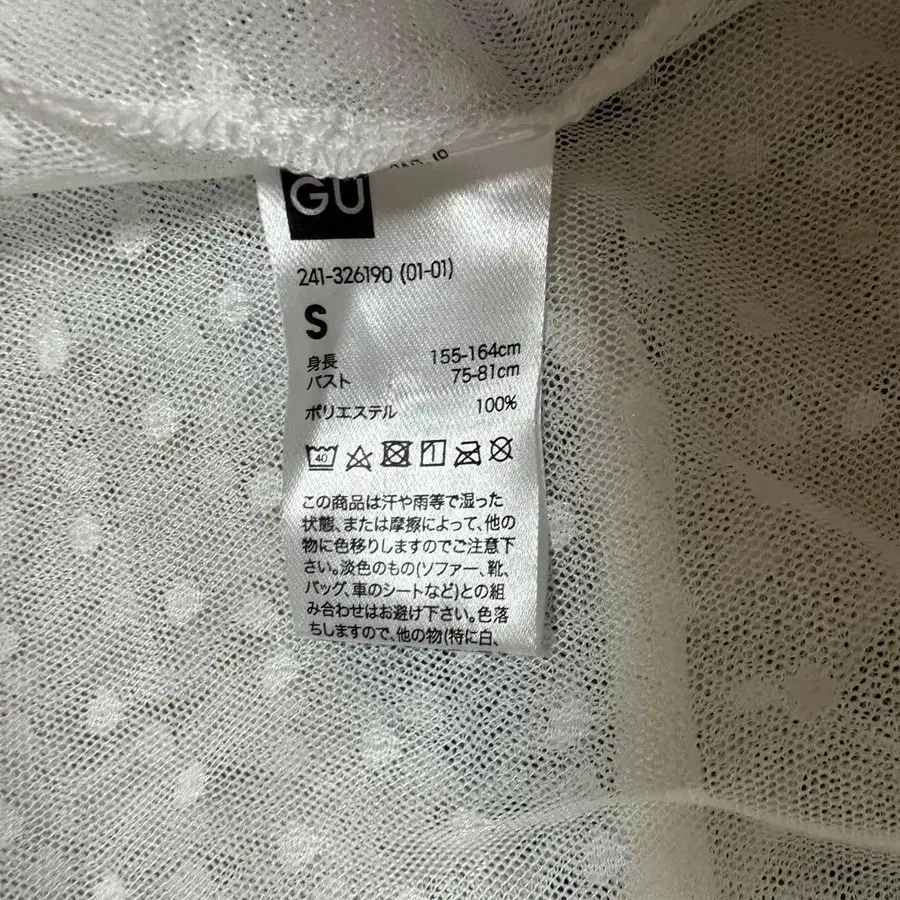 GU
241-326190 (01-01)
S
身長 155-164cm
バスト 75-81cm
ポリエステル 100%
40
この商品は汗や雨等で湿った
状態、または摩擦によって、他の
物に色移りしますのでご注意下
さい。淡色のもの(ソファー、靴、
バッグ、車のシートなど)との組
み合わせはお避け下さい。色落
ちしますので、他の物(特に白、